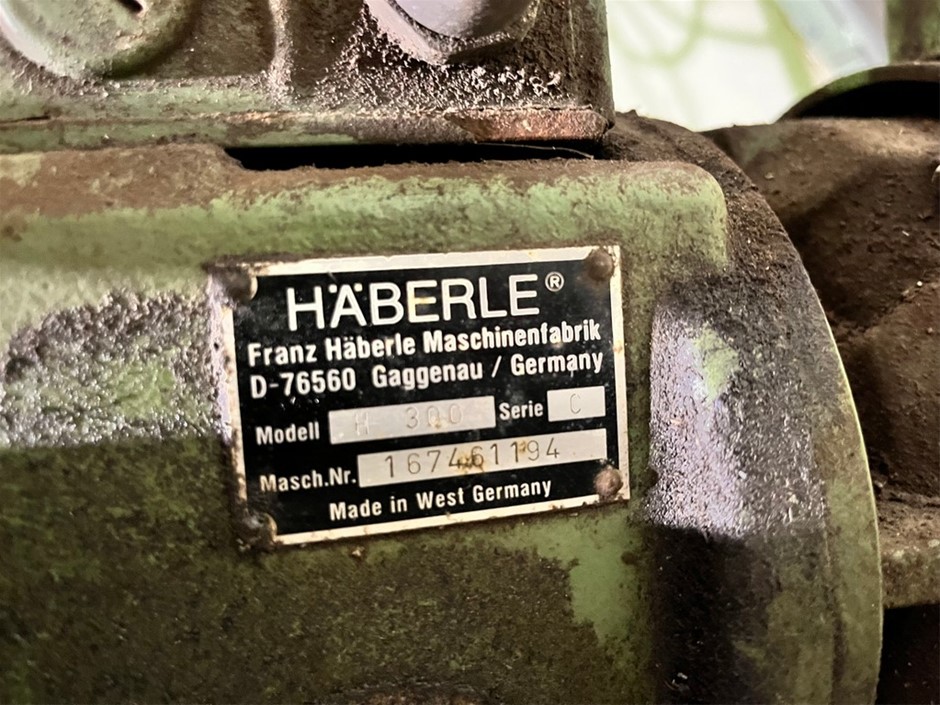 HÄBERLE®
Franz Häberle Maschinenfabrik
D-76560 Gaggenau / Germany
Modell H 300 Serie C
Masch.Nr. 167461194
Made in West Germany